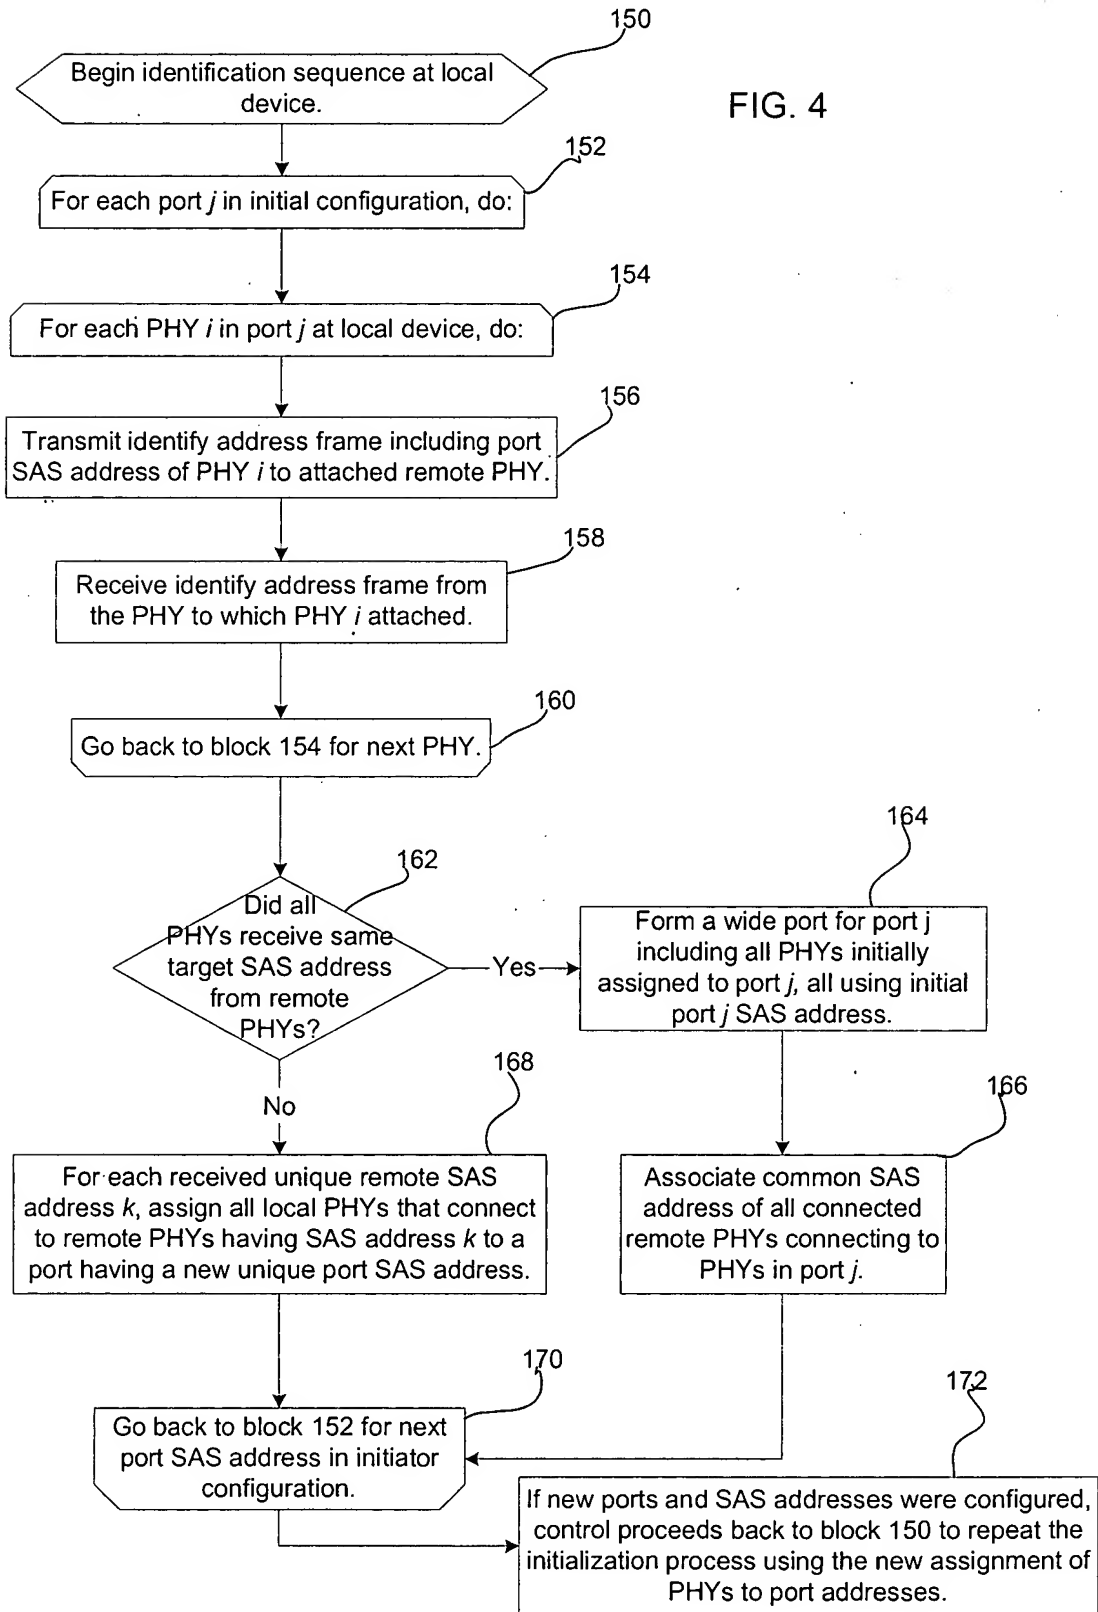 150
Begin identification sequence at local
device.
FIG. 4
152
For each port j in initial configuration, do:
154
For each PHY i in port j at local device, do:
156
Transmit identify address frame including port
SAS address of PHY i to attached remote PHY.
158
Receive identify address frame from
the PHY to which PHY i attached.
160
Go back to block 154 for next PHY.
162
Did all
PHYs receive same
target SAS address
from remote
PHYs?
Yes
164
Form a wide port for port j
including all PHYs initially
assigned to port j, all using initial
port j SAS address.
No
168
For each received unique remote SAS
address k, assign all local PHYs that connect
to remote PHYs having SAS address k to a
port having a new unique port SAS address.
166
Associate common SAS
address of all connected
remote PHYs connecting to
PHYs in port j.
170
Go back to block 152 for next
port SAS address in initiator
configuration.
172
If new ports and SAS addresses were configured,
control proceeds back to block 150 to repeat the
initialization process using the new assignment of
PHYs to port addresses.